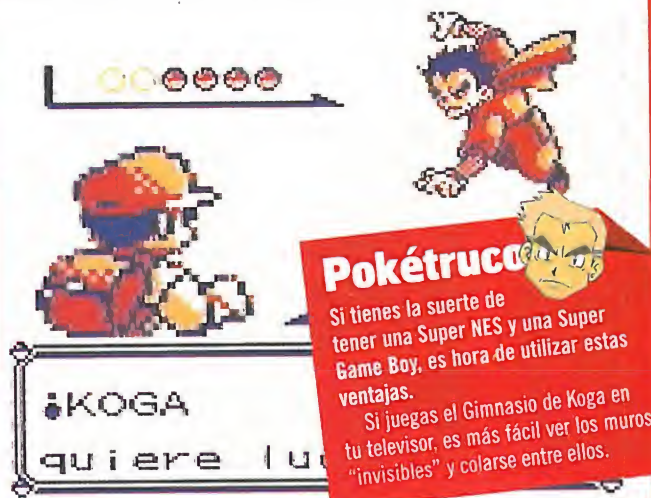 KOGA
quiere lu
Pokétruco
Si tienes la suerte de
tener una Super NES y una Super
Game Boy, es hora de utilizar estas
ventajas.
Si juegas el Gimnasio de Koga en
tu televisor, es más fácil ver los muros
"invisibles" y colarse entre ellos.